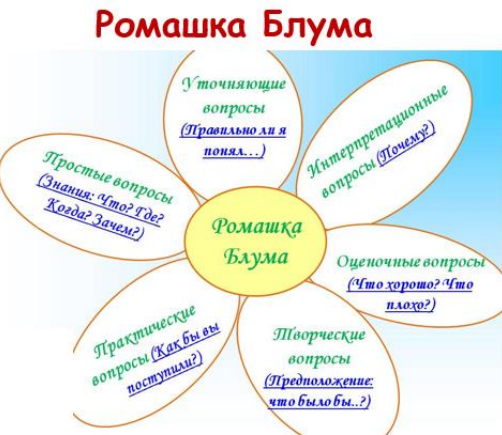 Ромашка Блума
Уточняющие
вопросы
(Правильно ли я
понял...)
Интерпретационные
вопросы (Почему?)
Простые вопросы
(Знания: Что? Где?
Когда? Зачем?)
Ромашка
Блума
Оценочные вопросы
(Что хорошо? Что
плохо?)
Практические
вопросы (Как бы вы
поступили?)
Творческие
вопросы
(Предположение:
что было бы..?)